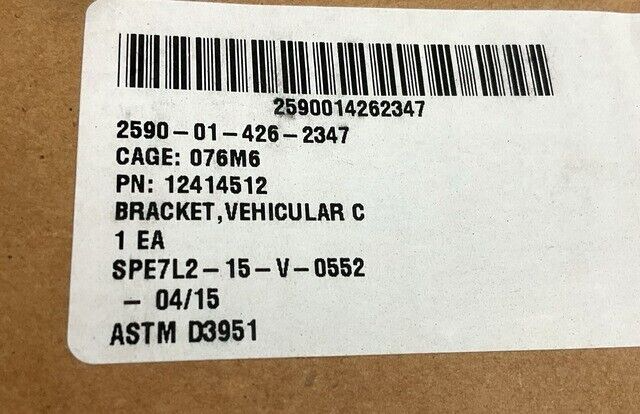 2590014262347
2590-01-426-2347
CAGE: 076M6
PN: 12414512
BRACKET,VEHICULAR C
1 EA
SPE7L2-15-V-0552
- 04/15
ASTM D3951